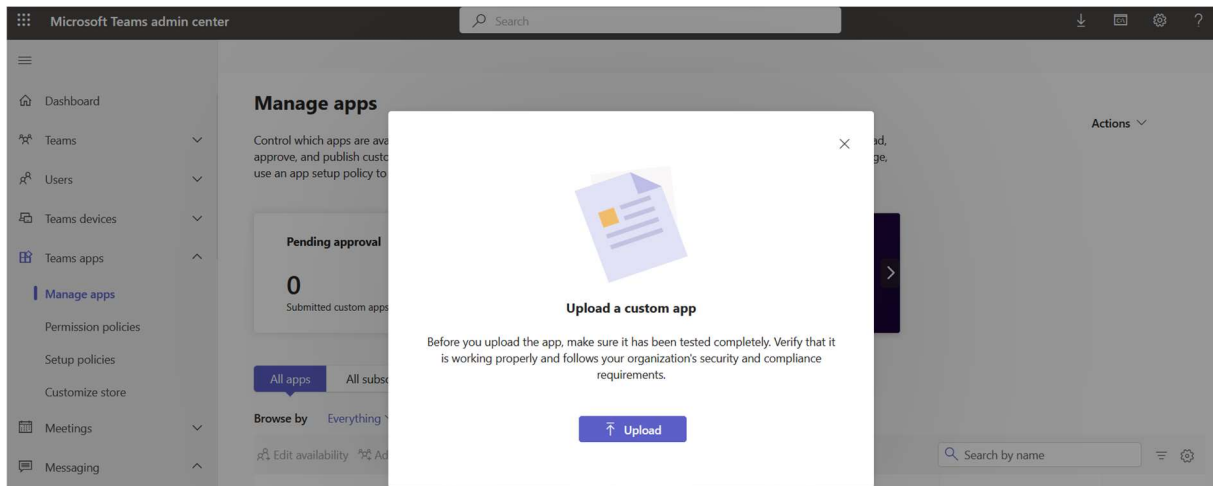 Microsoft Teams admin center
Search
Dashboard
Teams
Users
Teams devices
Teams apps
Manage apps
Permission policies
Setup policies
Customize store
Meetings
Messaging
Manage apps
Actions
Control which apps are ava
ad,
approve, and publish custo
ge,
use an app setup policy to
Pending approval
0
Submitted custom apps
All apps
All subsc
Browse by Everything
Edit availability Ad
Search by name
Upload a custom app
Before you upload the app, make sure it has been tested completely. Verify that it
is working properly and follows your organization's security and compliance
requirements.
Upload